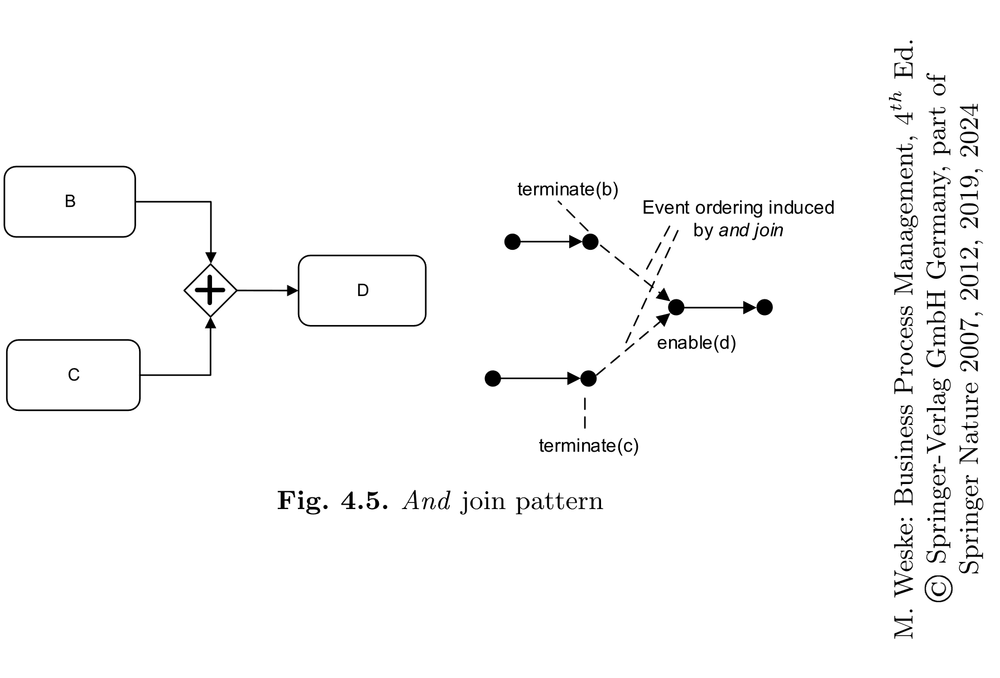 B
C
D
terminate(b)
Event ordering induced
by and join
enable(d)
terminate(c)
Fig. 4.5. And join pattern
M. Weske: Business Process Management, 4th Ed.
© Springer-Verlag GmbH Germany, part of
Springer Nature 2007, 2012, 2019, 2024